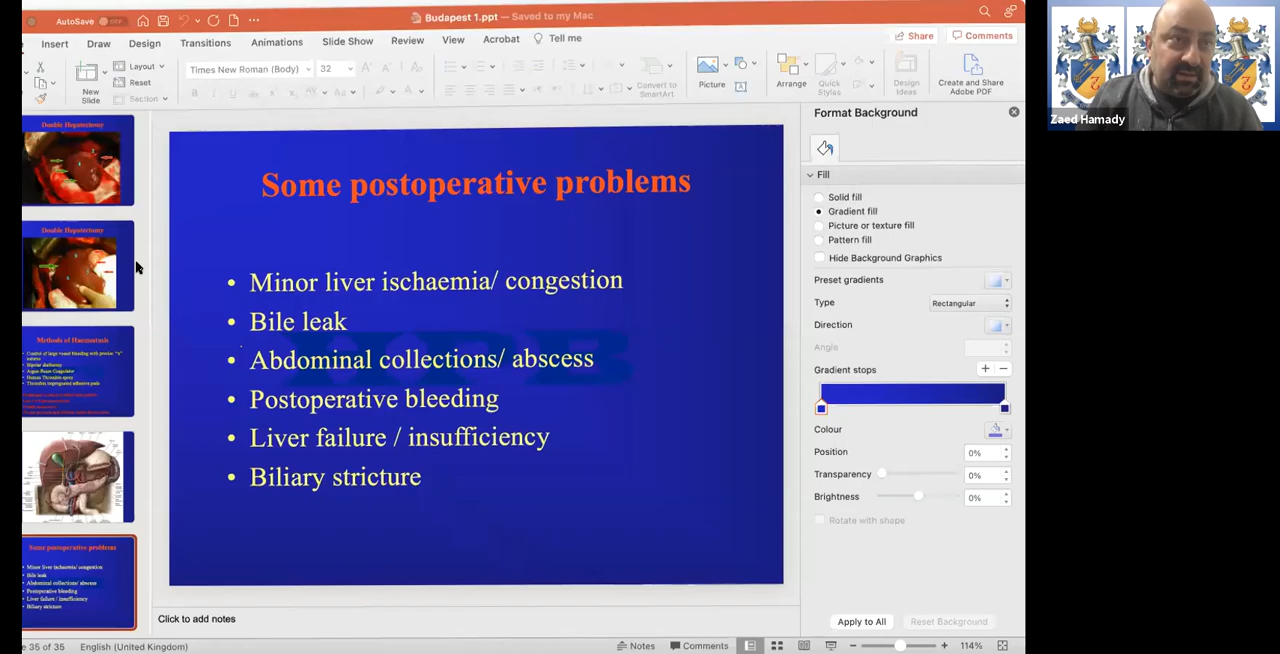 AutoSave OFF
Budapest 1.ppt — Saved to my Mac
Insert Draw Design Transitions Animations Slide Show Review View Acrobat Tell me
Share Comments
New Slide
Layout
Reset
Section
Times New Roman (Body) 32
Convert to SmartArt
Picture
Arrange
Quick Styles
Design Ideas
Create and Share Adobe PDF
Double Hepatectomy
Double Hepatectomy
Methods of Haemostasis
Some postoperative problems
Minor liver ischaemia/ congestion
Bile leak
Abdominal collections/ abscess
Postoperative bleeding
Liver failure / insufficiency
Biliary stricture
Some postoperative problems
• Minor liver ischaemia/ congestion
• Bile leak
• Abdominal collections/ abscess
• Postoperative bleeding
• Liver failure / insufficiency
• Biliary stricture
Click to add notes
Format Background
Fill
Solid fill
Gradient fill
Picture or texture fill
Pattern fill
Hide Background Graphics
Preset gradients
Type Rectangular
Direction
Angle
Gradient stops
Colour
Position 0%
Transparency 0%
Brightness 0%
Rotate with shape
Apply to All Reset Background
35 of 35 English (United Kingdom) Notes Comments 114%
Zaed Hamady